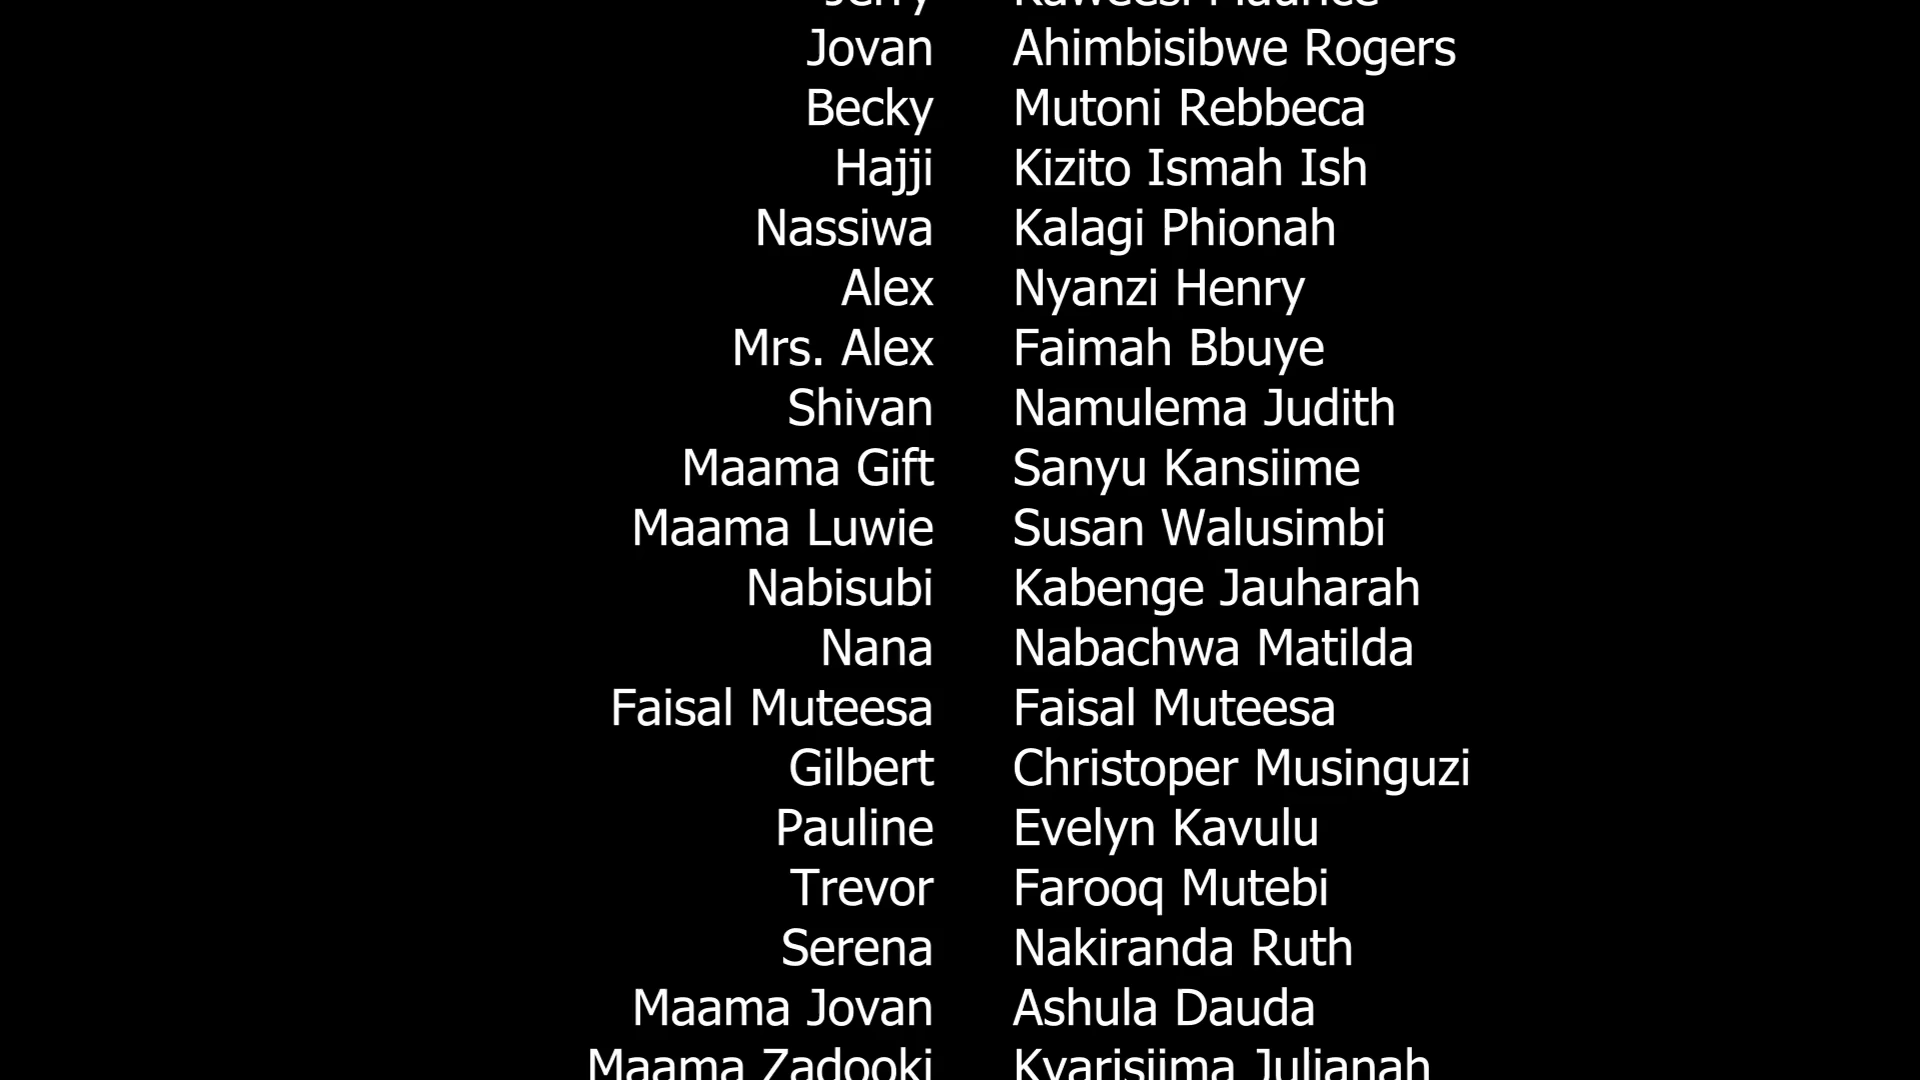 Jerry Kaweesi Maurice
Jovan Ahimbisibwe Rogers
Becky Mutoni Rebbeca
Hajji Kizito Ismah Ish
Nassiwa Kalagi Phionah
Alex Nyanzi Henry
Mrs. Alex Faimah Bbuye
Shivan Namulema Judith
Maama Gift Sanyu Kansiime
Maama Luwie Susan Walusimbi
Nabisubi Kabenge Jauharah
Nana Nabachwa Matilda
Faisal Muteesa Faisal Muteesa
Gilbert Christoper Musinguzi
Pauline Evelyn Kavulu
Trevor Farooq Mutebi
Serena Nakiranda Ruth
Maama Jovan Ashula Dauda
Maama Zadooki Kyarisiima Julianah